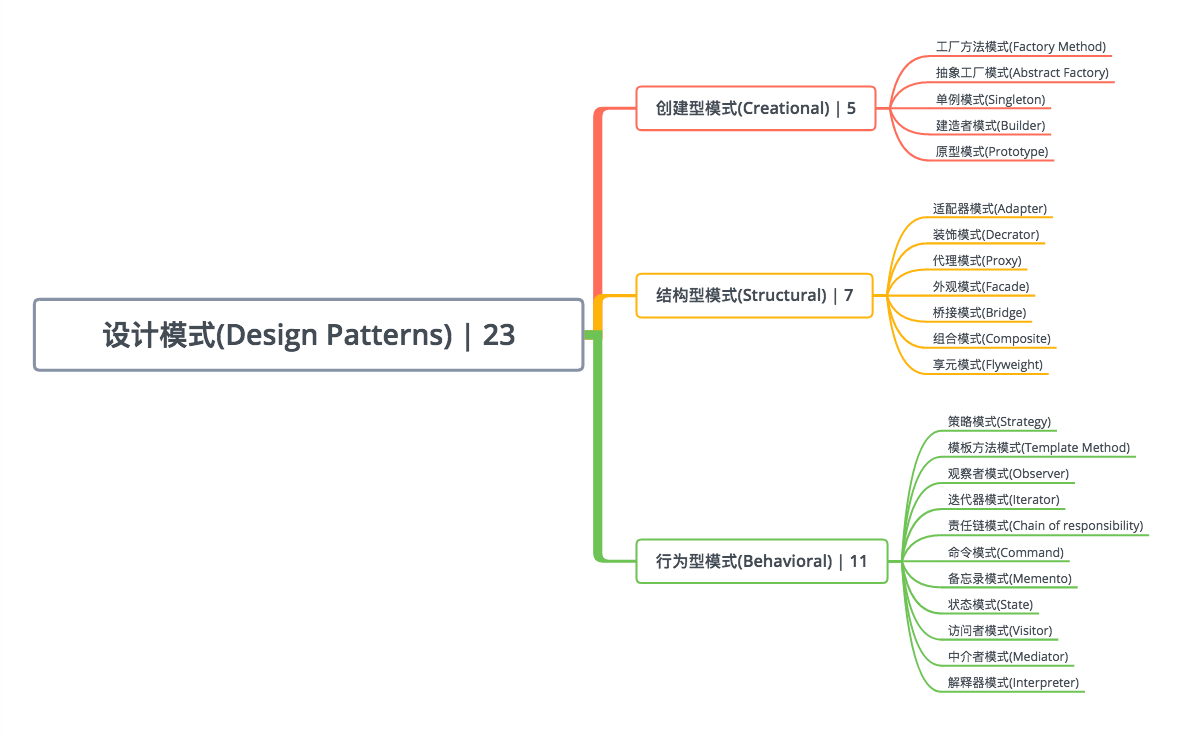 设计模式(Design Patterns) | 23
创建型模式(Creational) | 5
工厂方法模式(Factory Method)
抽象工厂模式(Abstract Factory)
单例模式(Singleton)
建造者模式(Builder)
原型模式(Prototype)
结构型模式(Structural) | 7
适配器模式(Adapter)
装饰模式(Decrator)
代理模式(Proxy)
外观模式(Facade)
桥接模式(Bridge)
组合模式(Composite)
享元模式(Flyweight)
行为型模式(Behavioral) | 11
策略模式(Strategy)
模板方法模式(Template Method)
观察者模式(Observer)
迭代器模式(Iterator)
责任链模式(Chain of responsibility)
命令模式(Command)
备忘录模式(Memento)
状态模式(State)
访问者模式(Visitor)
中介者模式(Mediator)
解释器模式(Interpreter)